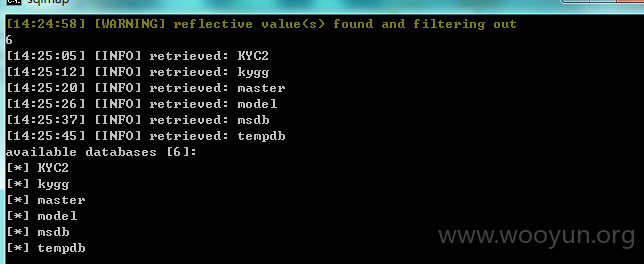 sqlmap
[14:24:58] [WARNING] reflective value(s) found and filtering out
6
[14:25:05] [INFO] retrieved: KYC2
[14:25:12] [INFO] retrieved: kygg
[14:25:20] [INFO] retrieved: master
[14:25:26] [INFO] retrieved: model
[14:25:37] [INFO] retrieved: msdb
[14:25:45] [INFO] retrieved: tempdb
available databases [6]:
[*] KYC2
[*] kygg
[*] master
[*] model
[*] msdb
[*] tempdb
www.wooyun.org